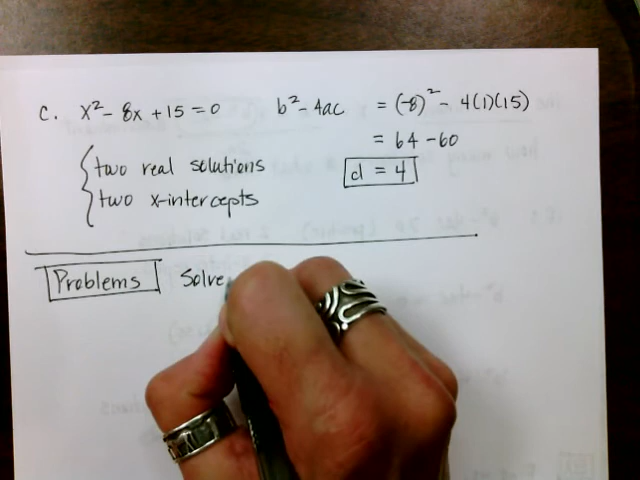 c. x² - 8x + 15 = 0 b² - 4ac = (-8)² - 4(1)(15)
= 64 - 60
two real solutions d = 4
two x-intercepts
Problems Solve